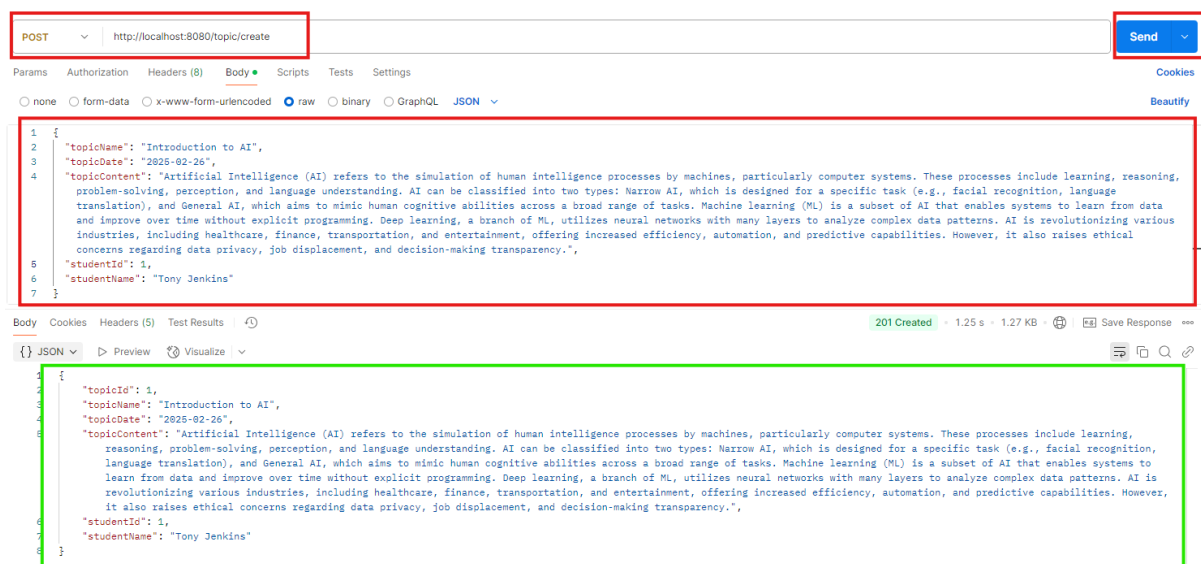 POST http://localhost:8080/topic/create Send
Params Authorization Headers (8) Body Scripts Tests Settings Cookies
none form-data x-www-form-urlencoded raw binary GraphQL JSON Beautify
1 {
2 "topicName": "Introduction to AI",
3 "topicDate": "2025-02-26",
4 "topicContent": "Artificial Intelligence (AI) refers to the simulation of human intelligence processes by machines, particularly computer systems. These processes include learning, reasoning,
problem-solving, perception, and language understanding. AI can be classified into two types: Narrow AI, which is designed for a specific task (e.g., facial recognition, language
translation), and General AI, which aims to mimic human cognitive abilities across a broad range of tasks. Machine learning (ML) is a subset of AI that enables systems to learn from data
and improve over time without explicit programming. Deep learning, a branch of ML, utilizes neural networks with many layers to analyze complex data patterns. AI is revolutionizing various
industries, including healthcare, finance, transportation, and entertainment, offering increased efficiency, automation, and predictive capabilities. However, it also raises ethical
concerns regarding data privacy, job displacement, and decision-making transparency.",
5 "studentId": 1,
6 "studentName": "Tony Jenkins"
7 }
Body Cookies Headers (5) Test Results 201 Created 1.25 s 1.27 KB e.g. Save Response
{} JSON Preview Visualize
1 {
2 "topicId": 1,
3 "topicName": "Introduction to AI",
4 "topicDate": "2025-02-26",
5 "topicContent": "Artificial Intelligence (AI) refers to the simulation of human intelligence processes by machines, particularly computer systems. These processes include learning,
reasoning, problem-solving, perception, and language understanding. AI can be classified into two types: Narrow AI, which is designed for a specific task (e.g., facial recognition,
language translation), and General AI, which aims to mimic human cognitive abilities across a broad range of tasks. Machine learning (ML) is a subset of AI that enables systems to
learn from data and improve over time without explicit programming. Deep learning, a branch of ML, utilizes neural networks with many layers to analyze complex data patterns. AI is
revolutionizing various industries, including healthcare, finance, transportation, and entertainment, offering increased efficiency, automation, and predictive capabilities. However,
it also raises ethical concerns regarding data privacy, job displacement, and decision-making transparency.",
6 "studentId": 1,
7 "studentName": "Tony Jenkins"
8 }